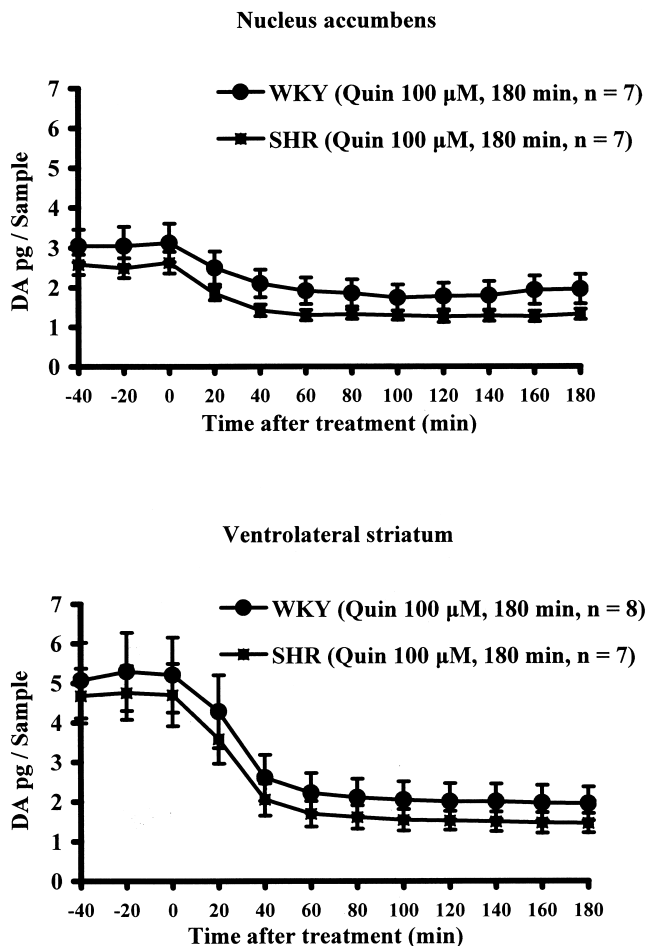 Nucleus accumbens
7
WKY (Quin 100 μM, 180 min, n = 7)
6
SHR (Quin 100 μM, 180 min, n = 7)
5
4
3
2
1
0
DA pg / Sample
-40 -20 0 20 40 60 80 100 120 140 160 180
Time after treatment (min)
Ventrolateral striatum
7
WKY (Quin 100 μM, 180 min, n = 8)
6
SHR (Quin 100 μM, 180 min, n = 7)
5
4
3
2
1
0
DA pg / Sample
-40 -20 0 20 40 60 80 100 120 140 160 180
Time after treatment (min)